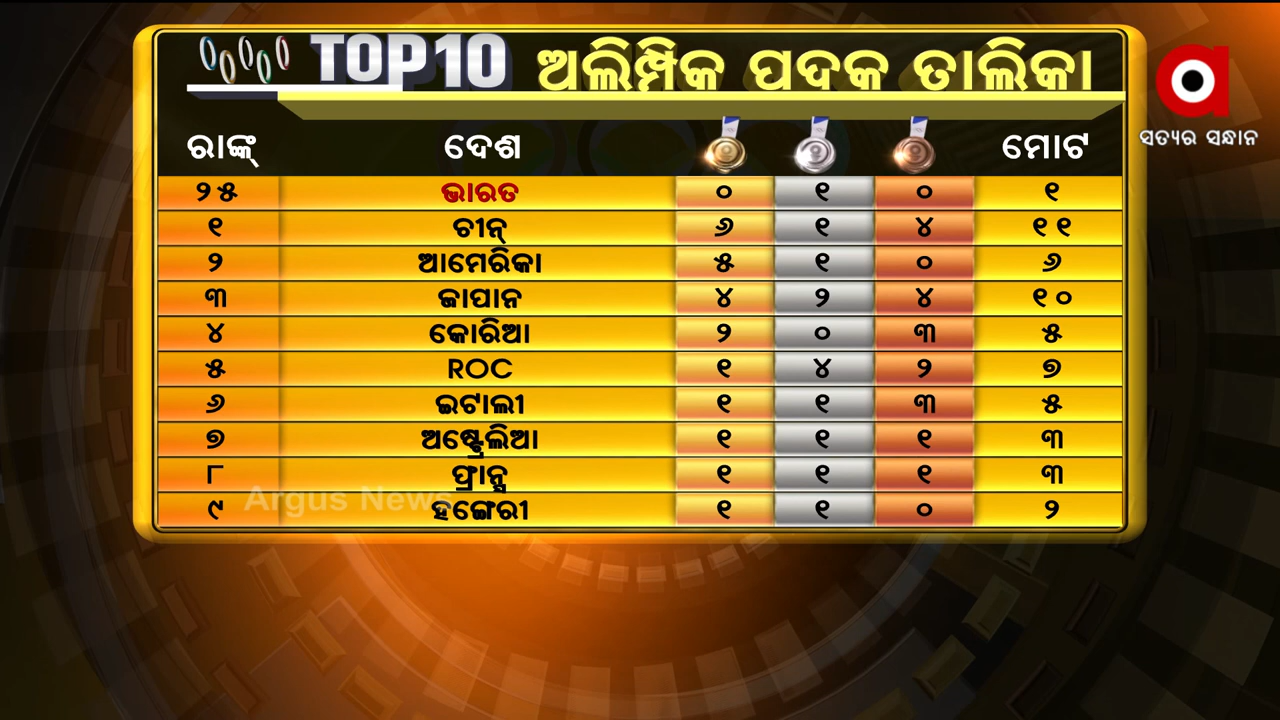 TOP10 ଅଲିମ୍ପିକ ପଦକ ତାଲିକା
ସତ୍ୟର ସନ୍ଧାନ
ରାଙ୍କ୍ ଦେଶ ମୋଟ
୨୫ ଭାରତ ୦ ୧ ୦ ୧
୧ ଚୀନ୍ ୬ ୧ ୪ ୧୧
୨ ଆମେରିକା ୫ ୧ ୦ ୬
୩ ଜାପାନ ୪ ୨ ୪ ୧୦
୪ କୋରିଆ ୨ ୦ ୩ ୫
୫ ROC ୧ ୪ ୨ ୭
୬ ଇଟାଲୀ ୧ ୧ ୩ ୫
୭ ଅଷ୍ଟ୍ରେଲିଆ ୧ ୧ ୧ ୩
୮ ଫ୍ରାନ୍ସ ୧ ୧ ୧ ୩
୯ ହଙ୍ଗେରୀ ୧ ୧ ୦ ୨
Argus News